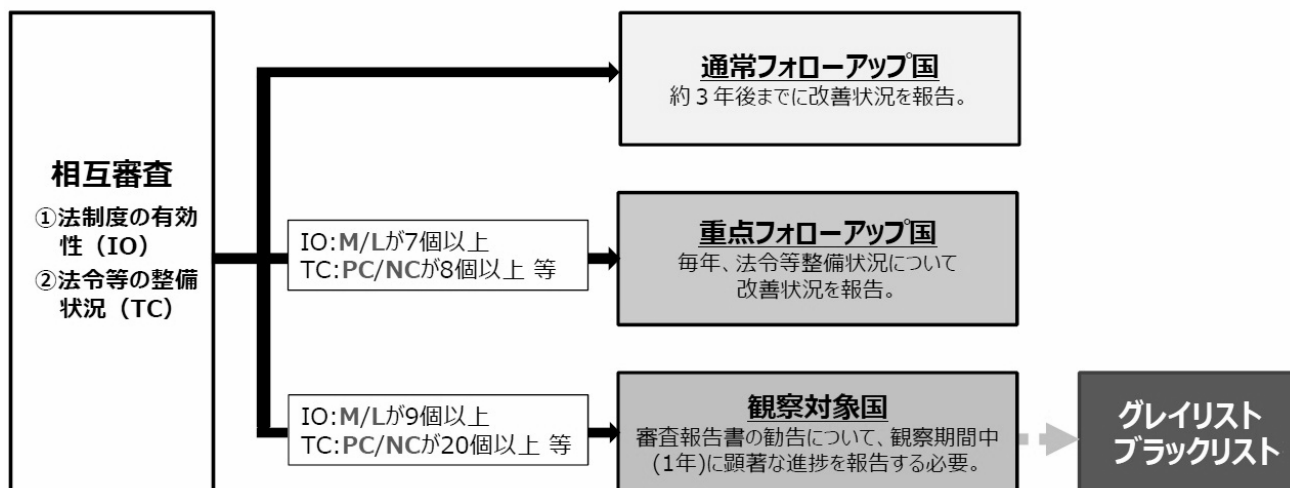 相互審査
①法制度の有効
性（IO）
②法令等の整備
状況（TC）
通常フォローアップ国
約３年後までに改善状況を報告。
IO:M/Lが7個以上
TC:PC/NCが8個以上 等
重点フォローアップ国
毎年、法令等整備状況について
改善状況を報告。
IO:M/Lが9個以上
TC:PC/NCが20個以上 等
観察対象国
審査報告書の勧告について、観察期間中
(1年)に顕著な進捗を報告する必要。
グレイリスト
ブラックリスト